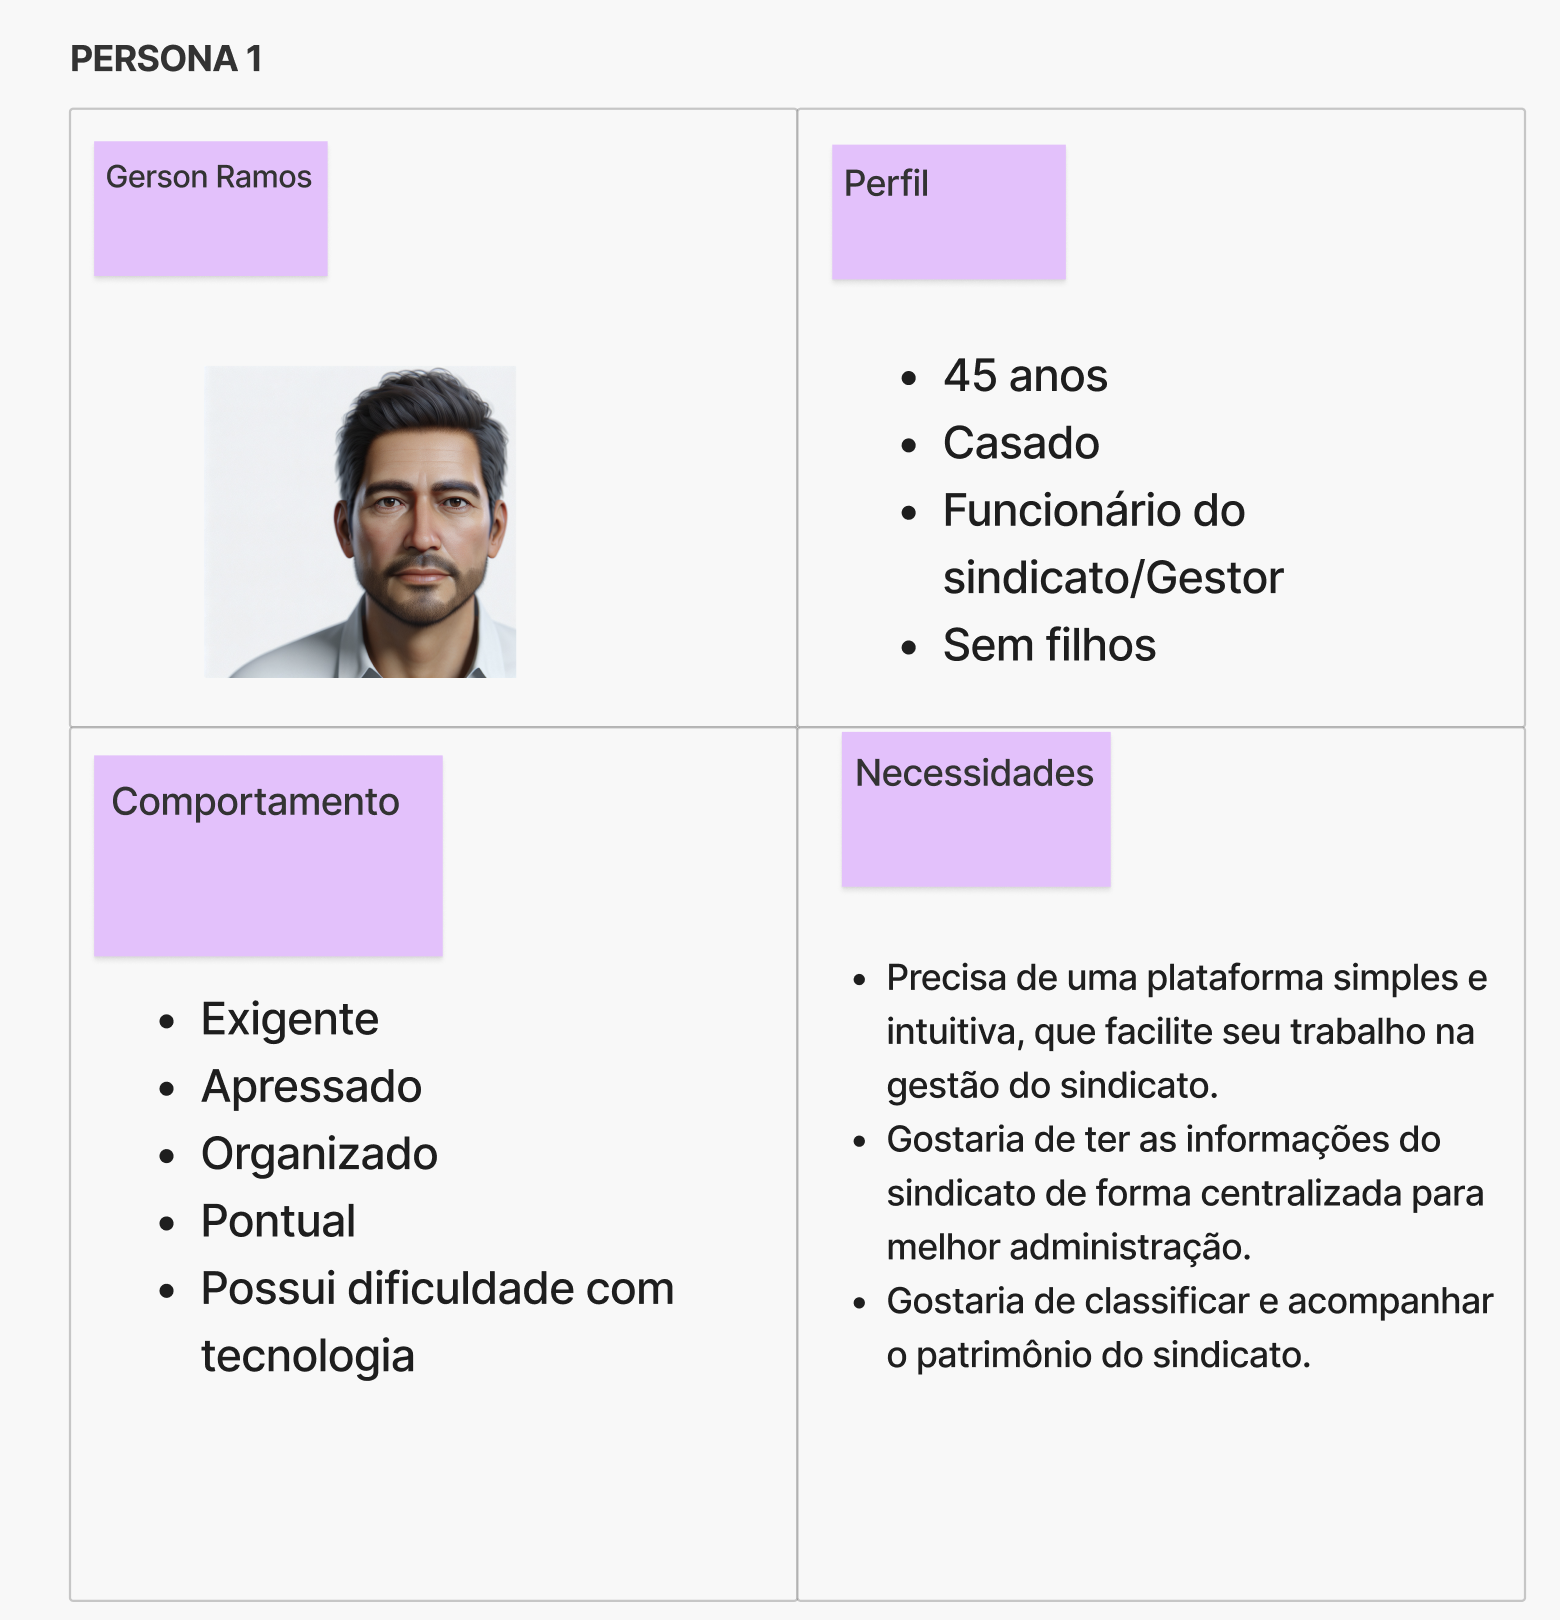 PERSONA 1
Gerson Ramos
Perfil
• 45 anos
• Casado
• Funcionário do
sindicato/Gestor
• Sem filhos
Comportamento
• Exigente
• Apressado
• Organizado
• Pontual
• Possui dificuldade com
tecnologia
Necessidades
• Precisa de uma plataforma simples e
intuitiva, que facilite seu trabalho na
gestão do sindicato.
• Gostaria de ter as informações do
sindicato de forma centralizada para
melhor administração.
• Gostaria de classificar e acompanhar
o patrimônio do sindicato.